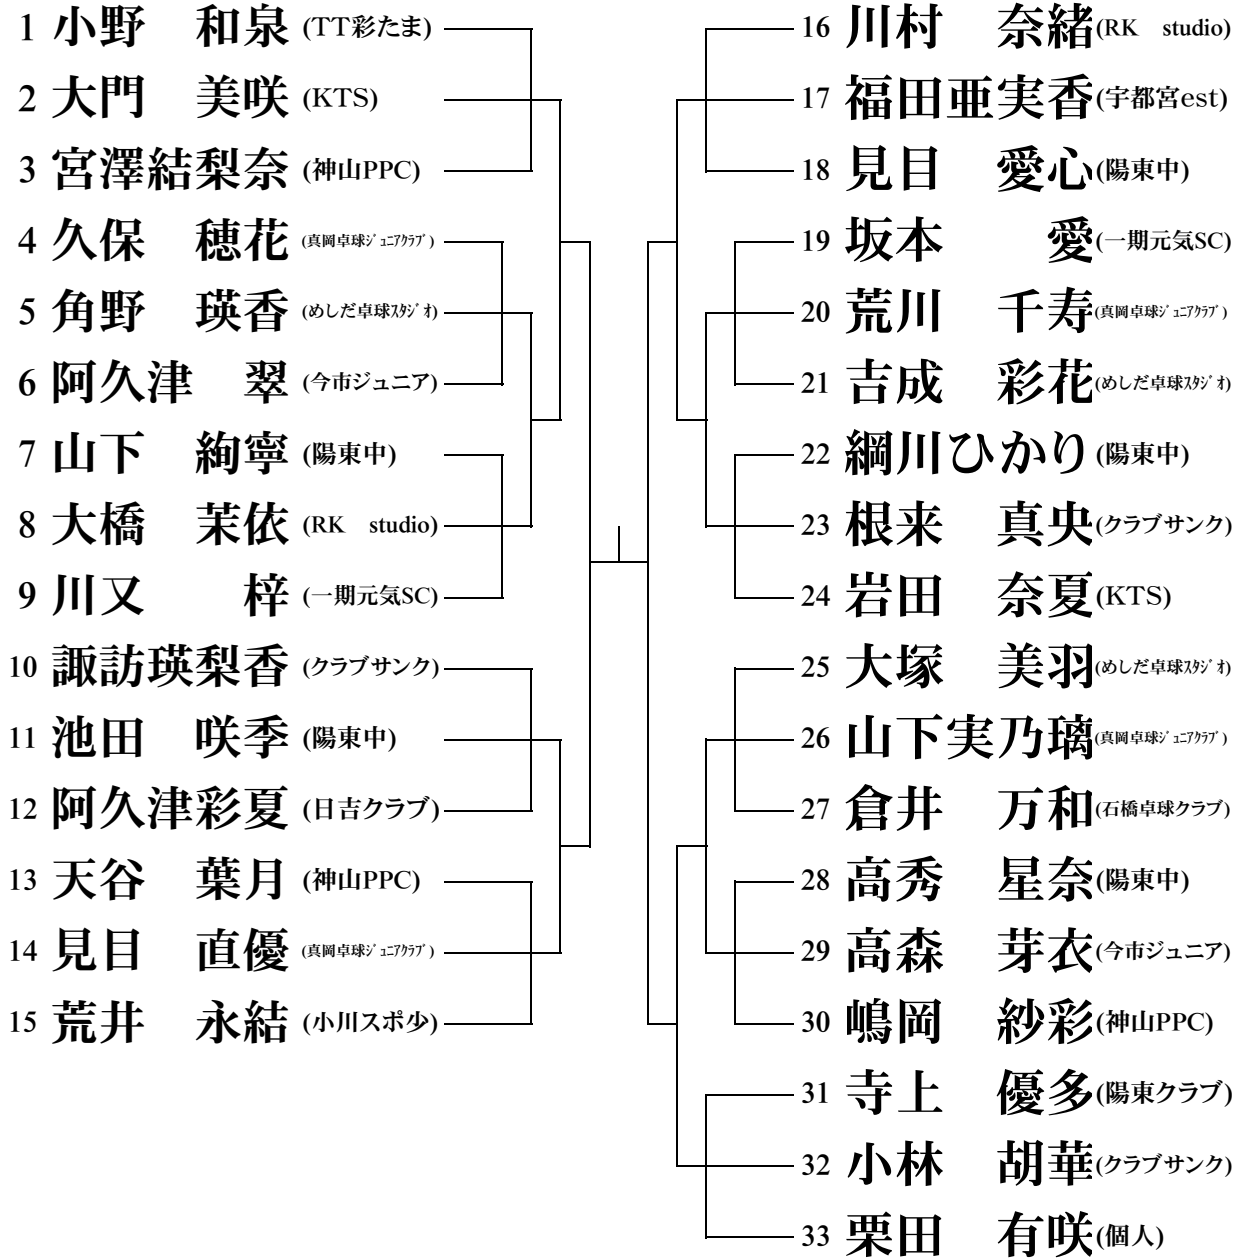 1 小野　和泉 (TT彩たま)
2 大門　美咲 (KTS)
3 宮澤結梨奈 (神山PPC)
4 久保　穂花 (真岡卓球ｼﾞｭﾆｱｸﾗﾌﾞ)
5 角野　瑛香 (めしだ卓球ｽﾀｼﾞｵ)
6 阿久津　翠 (今市ジュニア)
7 山下　絢寧 (陽東中)
8 大橋　茉依 (RK　studio)
9 川又　　梓 (一期元気SC)
10 諏訪瑛梨香 (クラブサンク)
11 池田　咲季 (陽東中)
12 阿久津彩夏 (日吉クラブ)
13 天谷　葉月 (神山PPC)
14 見目　直優 (真岡卓球ｼﾞｭﾆｱｸﾗﾌﾞ)
15 荒井　永結 (小川スポ少)
16 川村　奈緒 (RK　studio)
17 福田亜実香 (宇都宮est)
18 見目　愛心 (陽東中)
19 坂本　　愛 (一期元気SC)
20 荒川　千寿 (真岡卓球ｼﾞｭﾆｱｸﾗﾌﾞ)
21 吉成　彩花 (めしだ卓球ｽﾀｼﾞｵ)
22 綱川ひかり (陽東中)
23 根来　真央 (クラブサンク)
24 岩田　奈夏 (KTS)
25 大塚　美羽 (めしだ卓球ｽﾀｼﾞｵ)
26 山下実乃璃 (真岡卓球ｼﾞｭﾆｱｸﾗﾌﾞ)
27 倉井　万和 (石橋卓球クラブ)
28 高秀　星奈 (陽東中)
29 高森　芽衣 (今市ジュニア)
30 嶋岡　紗彩 (神山PPC)
31 寺上　優多 (陽東クラブ)
32 小林　胡華 (クラブサンク)
33 栗田　有咲 (個人)